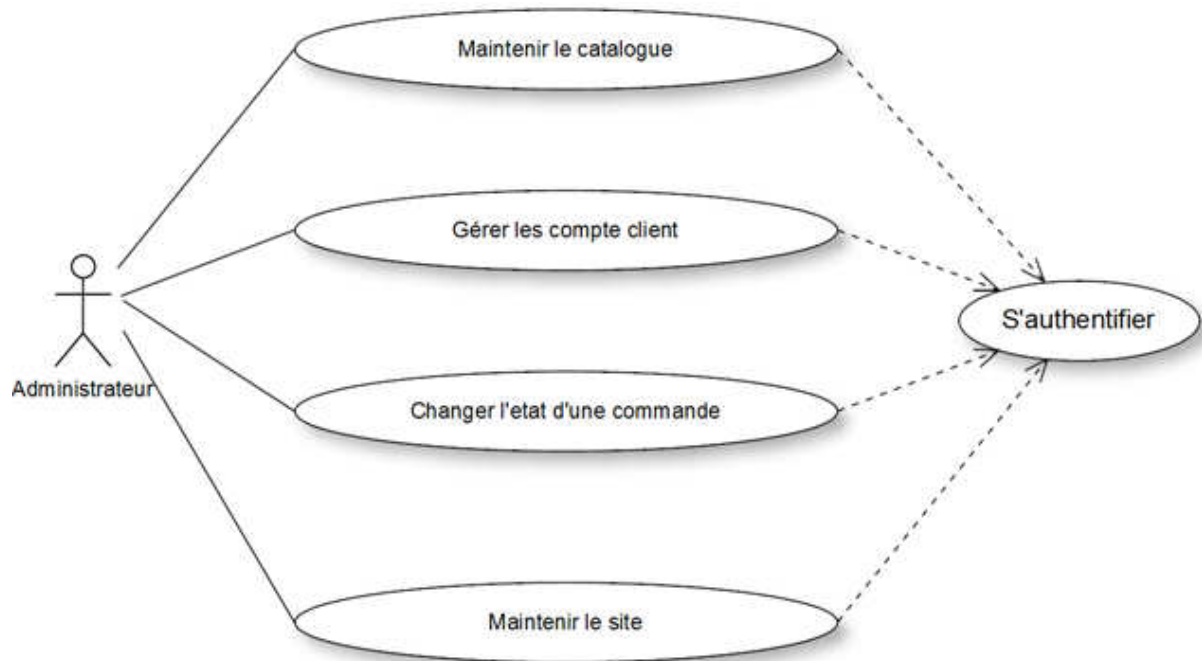 Maintenir le catalogue
Gérer les compte client
S'authentifier
Administrateur
Changer l'etat d'une commande
Maintenir le site